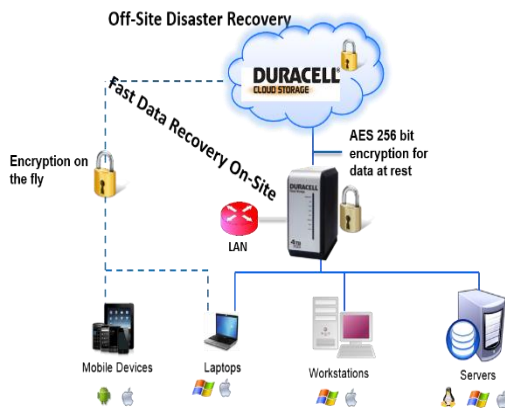 Off-Site Disaster Recovery
DURACELL®
CLOUD STORAGE
Fast Data Recovery On-Site
AES 256 bit
encryption for
data at rest
Encryption on
the fly
DURACELL
4TB
LAN
Mobile Devices
Laptops
Workstations
Servers